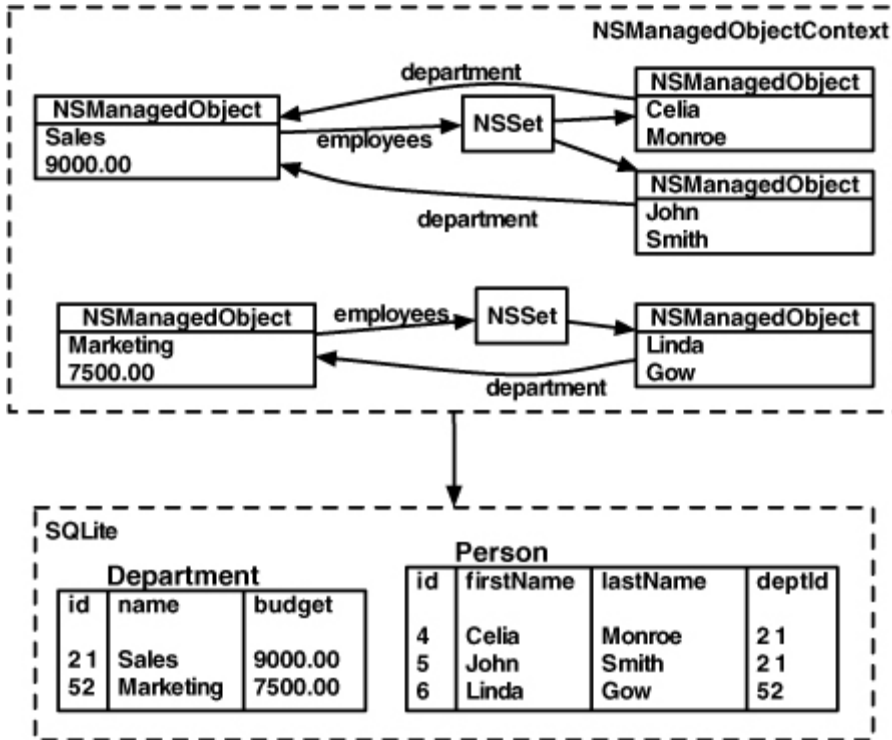 NSManagedObjectContext
department
NSManagedObject
Sales
9000.00
employees
NSSet
NSManagedObject
Celia
Monroe
NSManagedObject
John
Smith
department
NSManagedObject
Marketing
7500.00
employees
NSSet
NSManagedObject
Linda
Gow
department
SQLite
Department
id name budget
21 Sales 9000.00
52 Marketing 7500.00
Person
id firstName lastName deptId
4 Celia Monroe 21
5 John Smith 21
6 Linda Gow 52